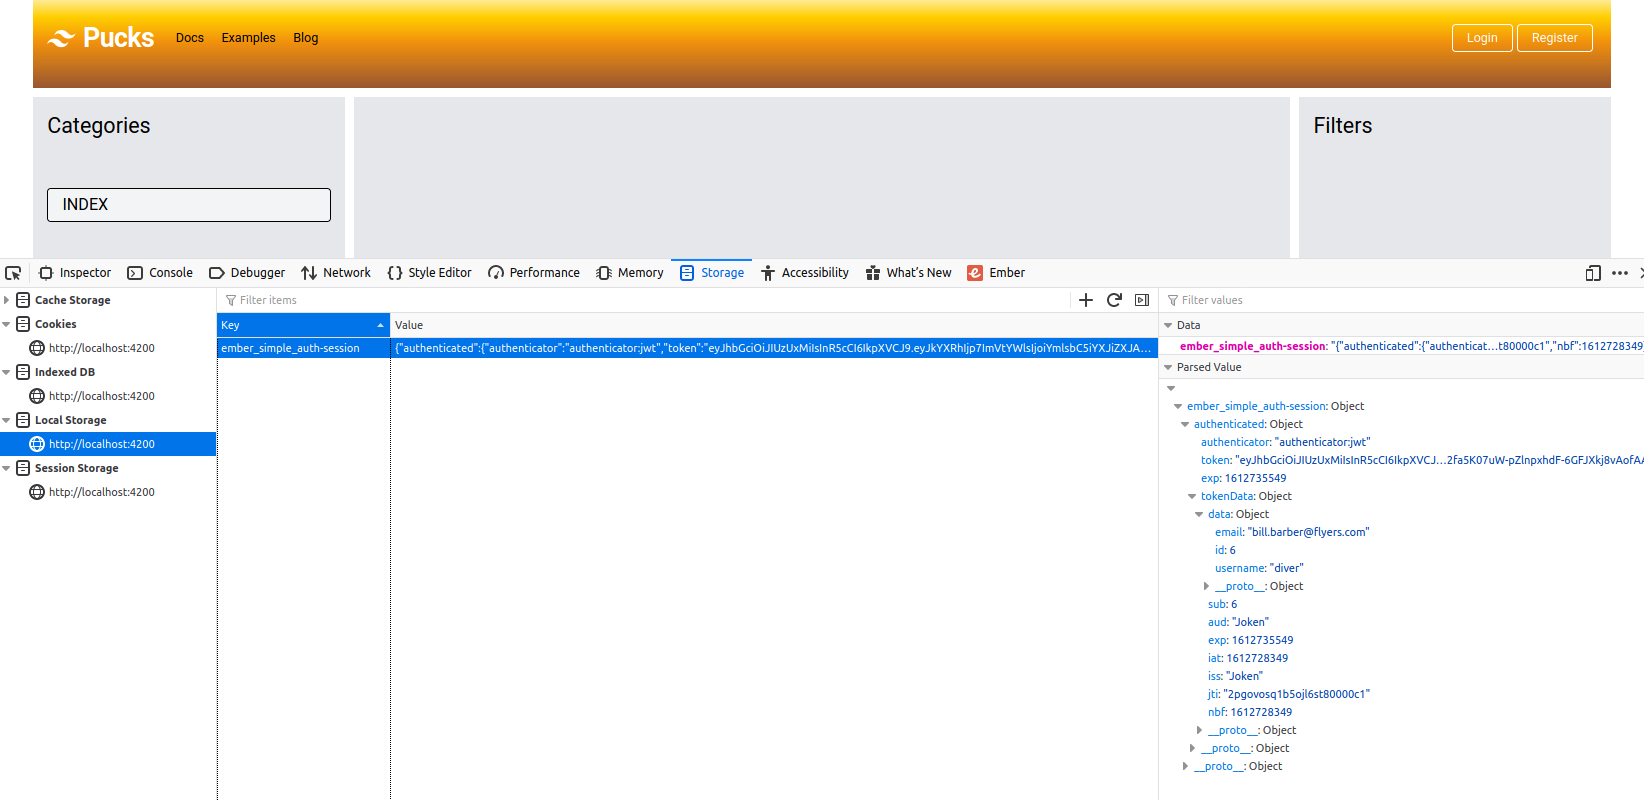 Pucks Docs Examples Blog Login Register
Categories
Filters
INDEX
Inspector Console Debugger Network Style Editor Performance Memory Storage Accessibility What's New Ember
Cache Storage
Cookies
http://localhost:4200
Indexed DB
http://localhost:4200
Local Storage
http://localhost:4200
Session Storage
http://localhost:4200
Filter items
Key Value
ember_simple_auth-session {"authenticated":{"authenticator":"authenticator:jwt","token":"eyJhbGciOiJIUzUxMiIsInR5cCI6IkpXVCJ9.eyJkYXRhIjp7ImVtYWlsIjoiYmlsbC5iYXJiZXJA...
Filter values
Data
ember_simple_auth-session: "{"authenticated":{"authenticat...t80000c1","nbf":1612728349}
Parsed Value
ember_simple_auth-session: Object
authenticated: Object
authenticator: "authenticator:jwt"
token: "eyJhbGciOiJIUzUxMiIsInR5cCI6IkpXVCJ...2fa5K07uW-pZlnpxhdF-6GFJXkj8vAofAA
exp: 1612735549
tokenData: Object
data: Object
email: "bill.barber@flyers.com"
id: 6
username: "diver"
__proto__: Object
sub: 6
aud: "Joken"
exp: 1612735549
iat: 1612728349
iss: "Joken"
jti: "2pgovosq1b5ojl6st80000c1"
nbf: 1612728349
__proto__: Object
__proto__: Object
__proto__: Object